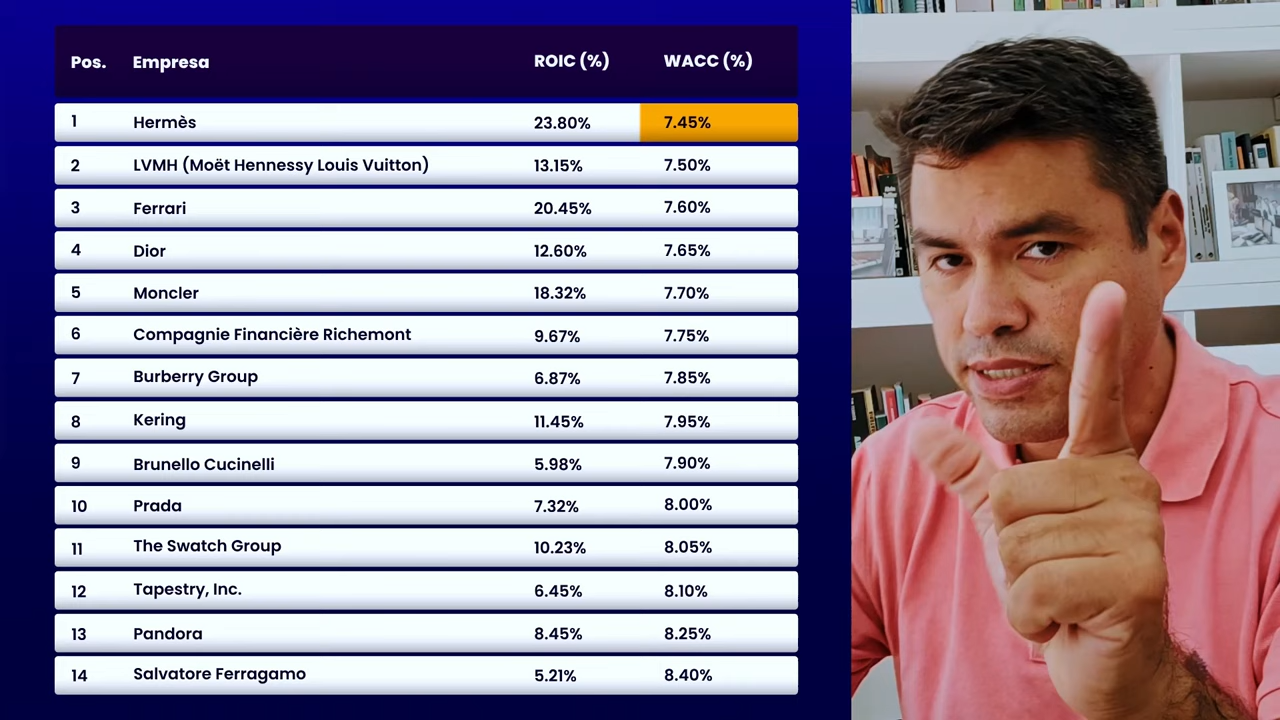 Pos. Empresa ROIC (%) WACC (%)
1 Hermès 23.80% 7.45%
2 LVMH (Moët Hennessy Louis Vuitton) 13.15% 7.50%
3 Ferrari 20.45% 7.60%
4 Dior 12.60% 7.65%
5 Moncler 18.32% 7.70%
6 Compagnie Financière Richemont 9.67% 7.75%
7 Burberry Group 6.87% 7.85%
8 Kering 11.45% 7.95%
9 Brunello Cucinelli 5.98% 7.90%
10 Prada 7.32% 8.00%
11 The Swatch Group 10.23% 8.05%
12 Tapestry, Inc. 6.45% 8.10%
13 Pandora 8.45% 8.25%
14 Salvatore Ferragamo 5.21% 8.40%